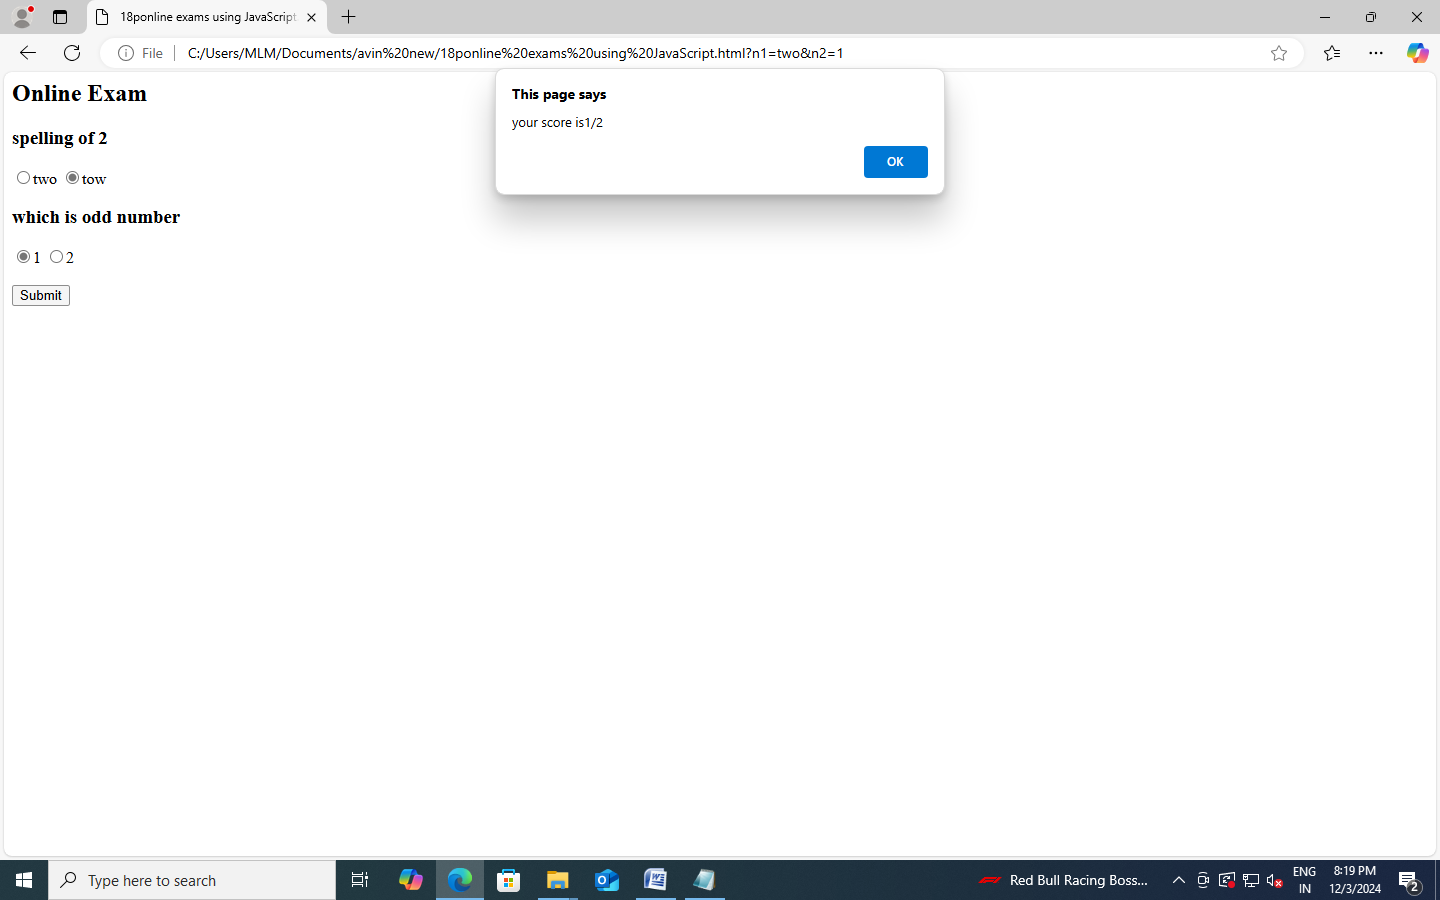 18ponline exams using JavaScript
File
C:/Users/MLM/Documents/avin%20new/18ponline%20exams%20using%20JavaScript.html?n1=two&n2=1
This page says
your score is1/2
OK
Online Exam
spelling of 2
two tow
which is odd number
1 2
Submit
Type here to search
Red Bull Racing Boss...
ENG
IN
8:19 PM
12/3/2024
2